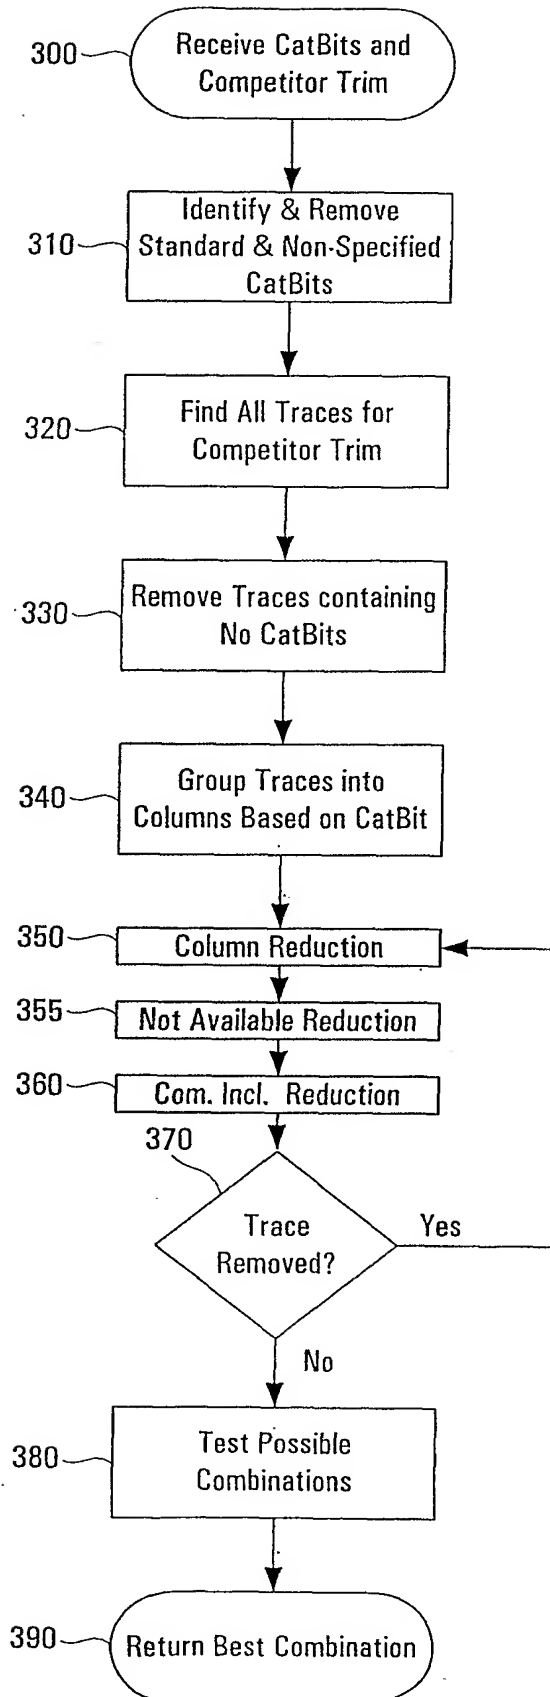 300
Receive CatBits and
Competitor Trim
310
Identify & Remove
Standard & Non-Specified
CatBits
320
Find All Traces for
Competitor Trim
330
Remove Traces containing
No CatBits
340
Group Traces into
Columns Based on CatBit
350
Column Reduction
355
Not Available Reduction
360
Com. Incl. Reduction
370
Trace
Removed?
Yes
No
380
Test Possible
Combinations
390
Return Best Combination